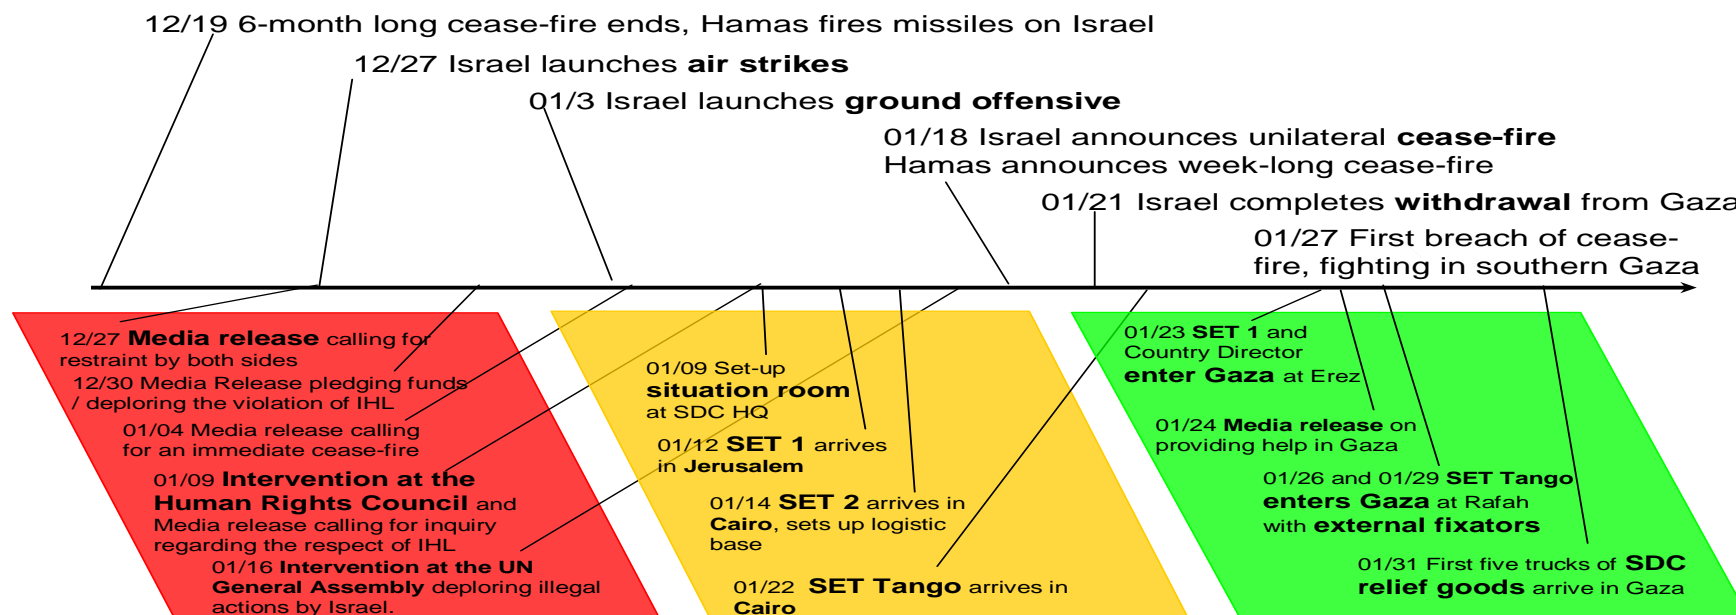 12/19 6-month long cease-fire ends, Hamas fires missiles on Israel
12/27 Israel launches air strikes
01/3 Israel launches ground offensive
01/18 Israel announces unilateral cease-fire
Hamas announces week-long cease-fire
01/21 Israel completes withdrawal from Gaza
01/27 First breach of cease-
fire, fighting in southern Gaza
12/27 Media release calling for
restraint by both sides
12/30 Media Release pledging funds
/ deploring the violation of IHL
01/04 Media release calling
for an immediate cease-fire
01/09 Intervention at the
Human Rights Council and
Media release calling for inquiry
regarding the respect of IHL
01/16 Intervention at the UN
General Assembly deploring illegal
actions by Israel.
01/09 Set-up
situation room
at SDC HQ
01/12 SET 1 arrives
in Jerusalem
01/14 SET 2 arrives in
Cairo, sets up logistic
base
01/22 SET Tango arrives in
Cairo
01/23 SET 1 and
Country Director
enter Gaza at Erez
01/24 Media release on
providing help in Gaza
01/26 and 01/29 SET Tango
enters Gaza at Rafah
with external fixators
01/31 First five trucks of SDC
relief goods arrive in Gaza